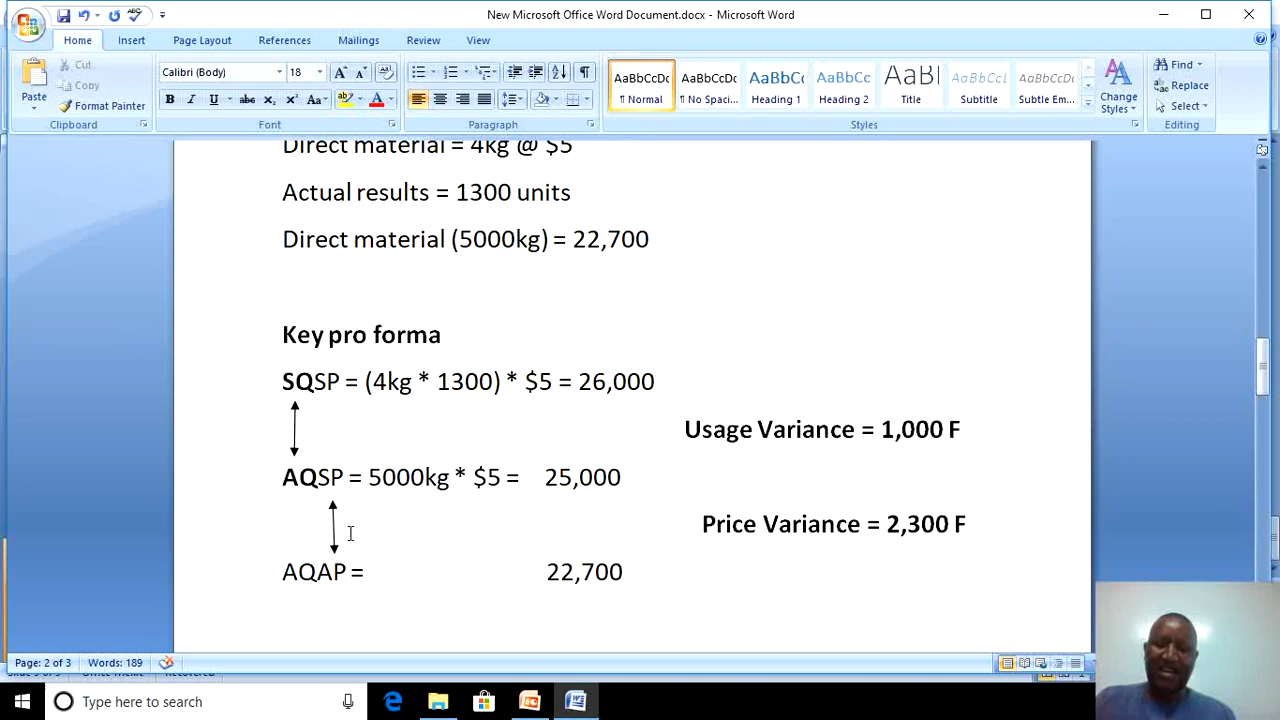 New Microsoft Office Word Document.docx - Microsoft Word
Home Insert Page Layout References Mailings Review View
Paste
Cut
Copy
Format Painter
Clipboard
Calibri (Body) 18
Font
Paragraph
AaBbCcDc AaBbCcDc AaBbC AaBbCc AaBl AaBbCcL AaBbCcDc
¶ Normal ¶ No Spaci... Heading 1 Heading 2 Title Subtitle Subtle Em...
Change Styles
Styles
Find
Replace
Select
Editing
Direct material = 4kg @ $5
Actual results = 1300 units
Direct material (5000kg) = 22,700
Key pro forma
SQSP = (4kg * 1300) * $5 = 26,000
Usage Variance = 1,000 F
AQSP = 5000kg * $5 = 25,000
Price Variance = 2,300 F
AQAP = 22,700
Page: 2 of 3 Words: 189
Type here to search